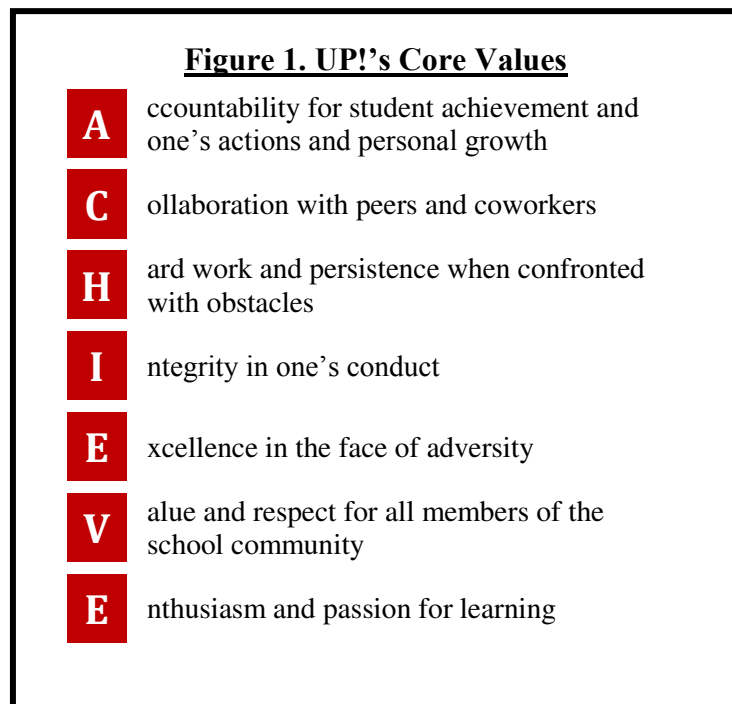 Figure 1. UP!'s Core Values
A ccountability for student achievement and
one's actions and personal growth
C ollaboration with peers and coworkers
H ard work and persistence when confronted
with obstacles
I ntegrity in one's conduct
E xcellence in the face of adversity
V alue and respect for all members of the
school community
E nthusiasm and passion for learning